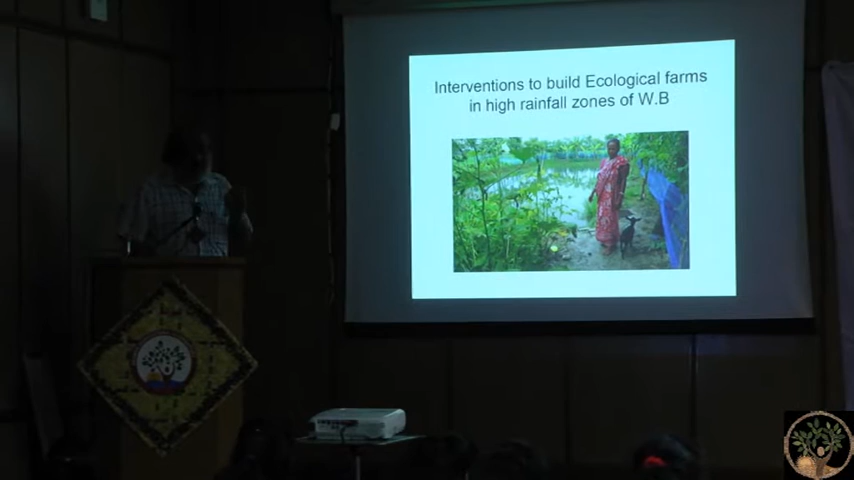 Interventions to build Ecological farms
in high rainfall zones of W.B